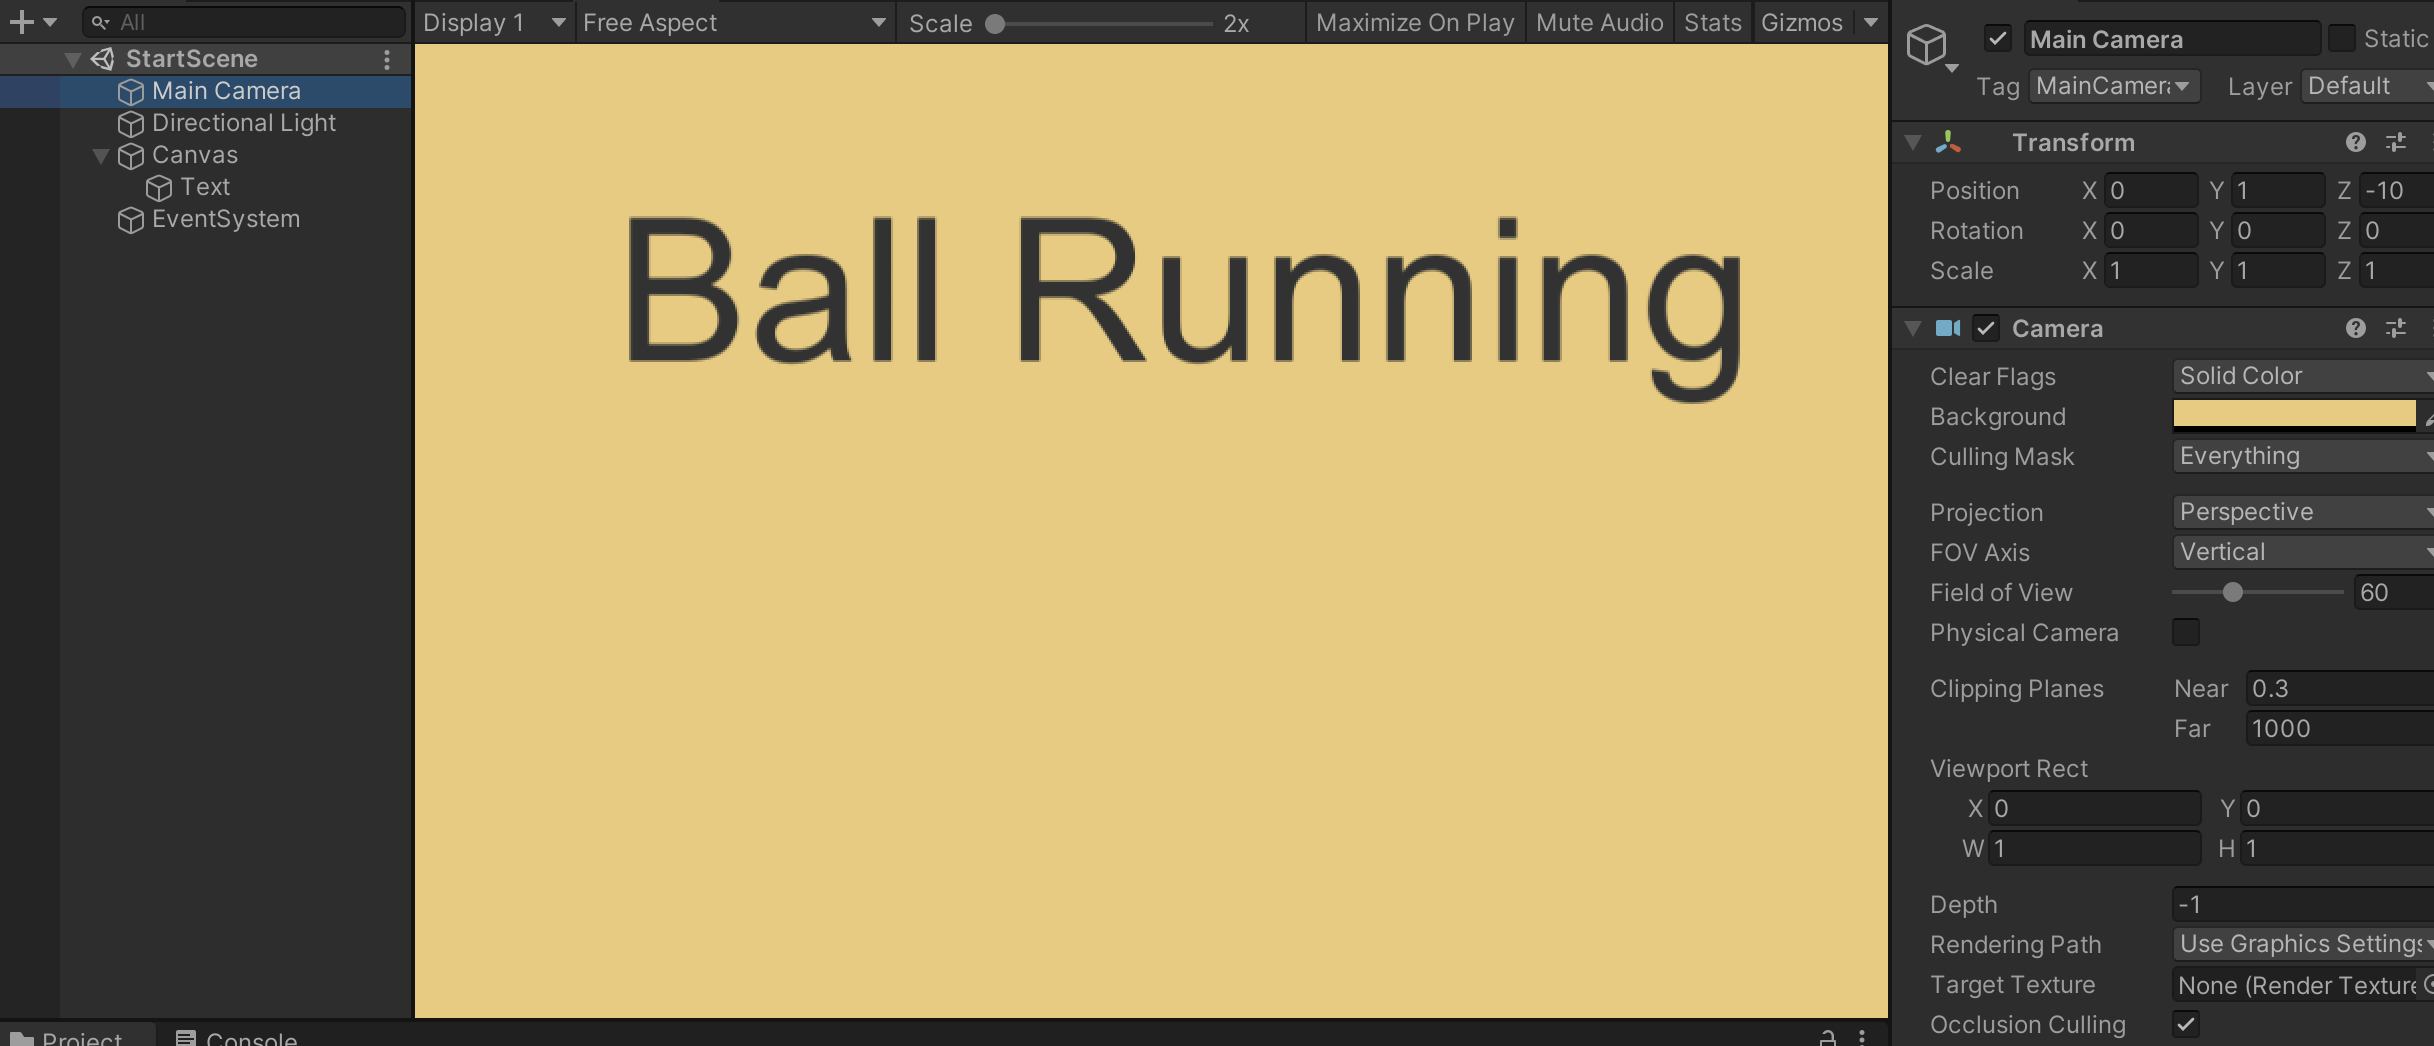 All
Display 1 Free Aspect Scale 2x Maximize On Play Mute Audio Stats Gizmos
StartScene
Main Camera
Directional Light
Canvas
Text
EventSystem
Ball Running
Main Camera Static
Tag MainCamera Layer Default
Transform
Position X 0 Y 1 Z -10
Rotation X 0 Y 0 Z 0
Scale X 1 Y 1 Z 1
Camera
Clear Flags Solid Color
Background
Culling Mask Everything
Projection Perspective
FOV Axis Vertical
Field of View 60
Physical Camera
Clipping Planes Near 0.3
Far 1000
Viewport Rect
X 0 Y 0
W 1 H 1
Depth -1
Rendering Path Use Graphics Settings
Target Texture None (Render Texture
Occlusion Culling
Project Console